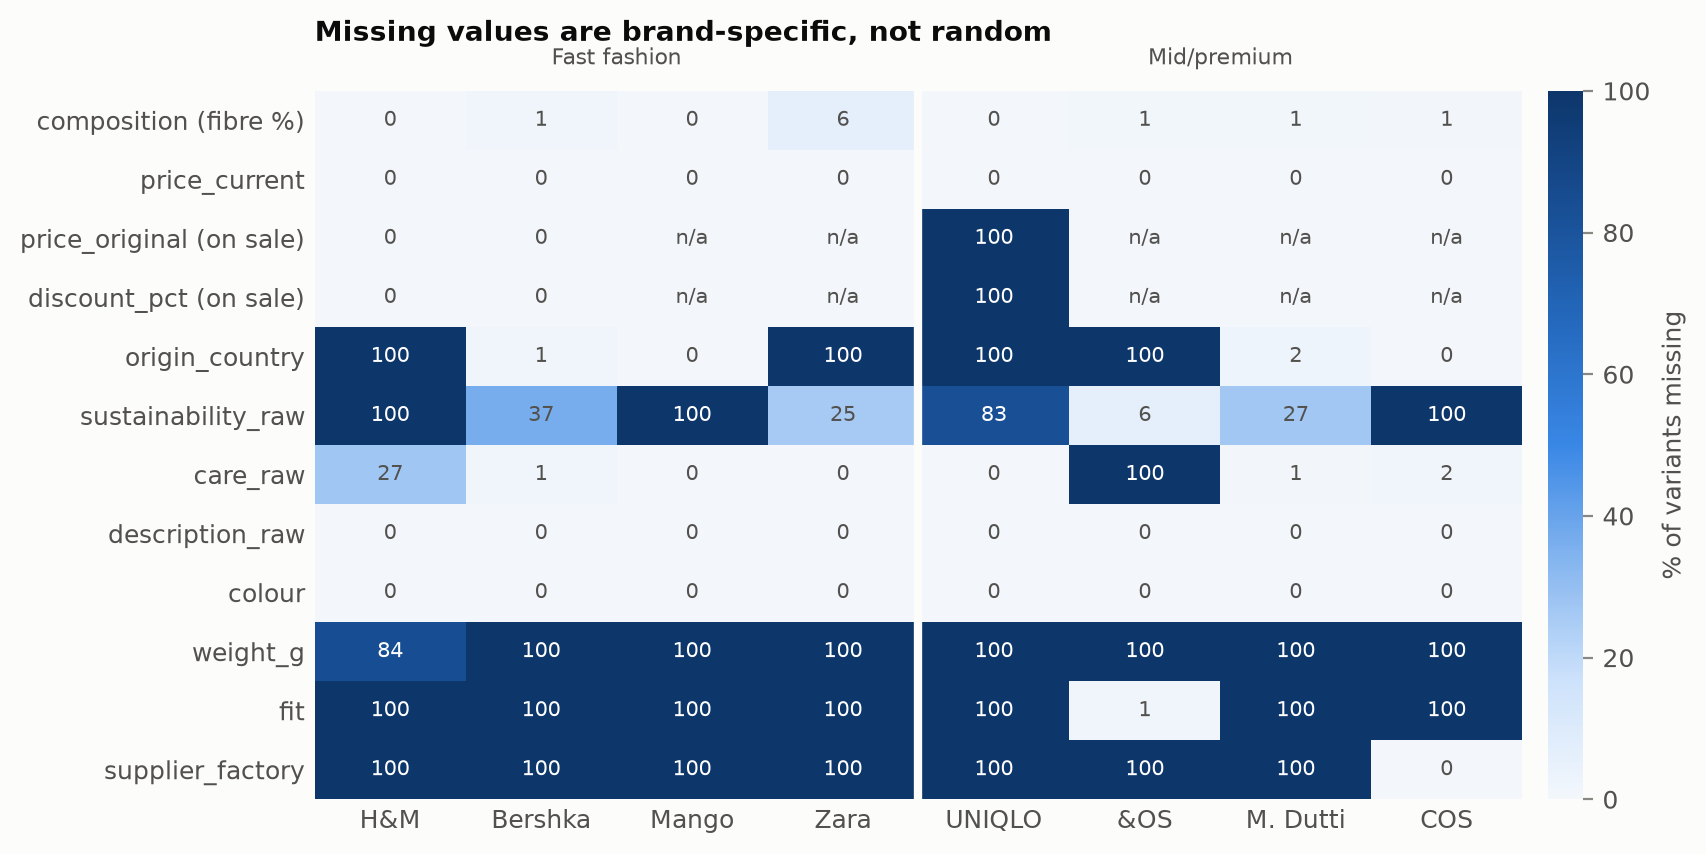 Missing values are brand-specific, not random
Fast fashion Mid/premium
composition (fibre %) 0 1 0 6 0 1 1 1
price_current 0 0 0 0 0 0 0 0
price_original (on sale) 0 0 n/a n/a 100 n/a n/a n/a
discount_pct (on sale) 0 0 n/a n/a 100 n/a n/a n/a
origin_country 100 1 0 100 100 100 2 0
sustainability_raw 100 37 100 25 83 6 27 100
care_raw 27 1 0 0 0 100 1 2
description_raw 0 0 0 0 0 0 0 0
colour 0 0 0 0 0 0 0 0
weight_g 84 100 100 100 100 100 100 100
fit 100 100 100 100 100 1 100 100
supplier_factory 100 100 100 100 100 100 100 0
H&M Bershka Mango Zara UNIQLO &OS M. Dutti COS
100
80
60
40
20
0
% of variants missing